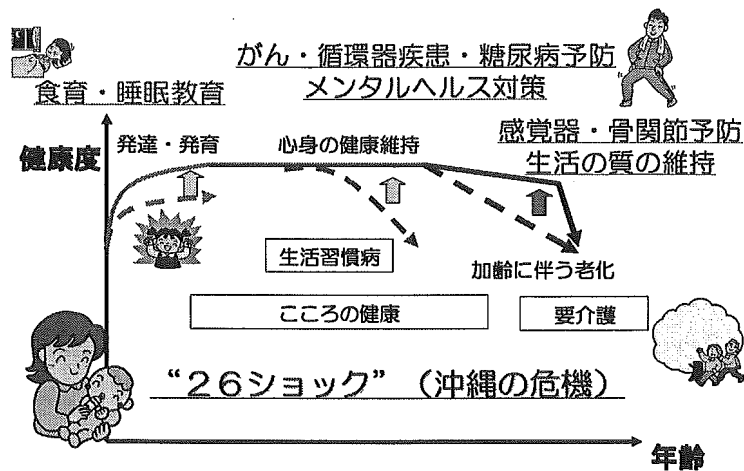 がん・循環器疾患・糖尿病予防
メンタルヘルス対策
食育・睡眠教育
感覚器・骨関節予防
生活の質の維持
健康度
発達・発育
心身の健康維持
生活習慣病
加齢に伴う老化
こころの健康
要介護
“26ショック”（沖縄の危機）
年齢